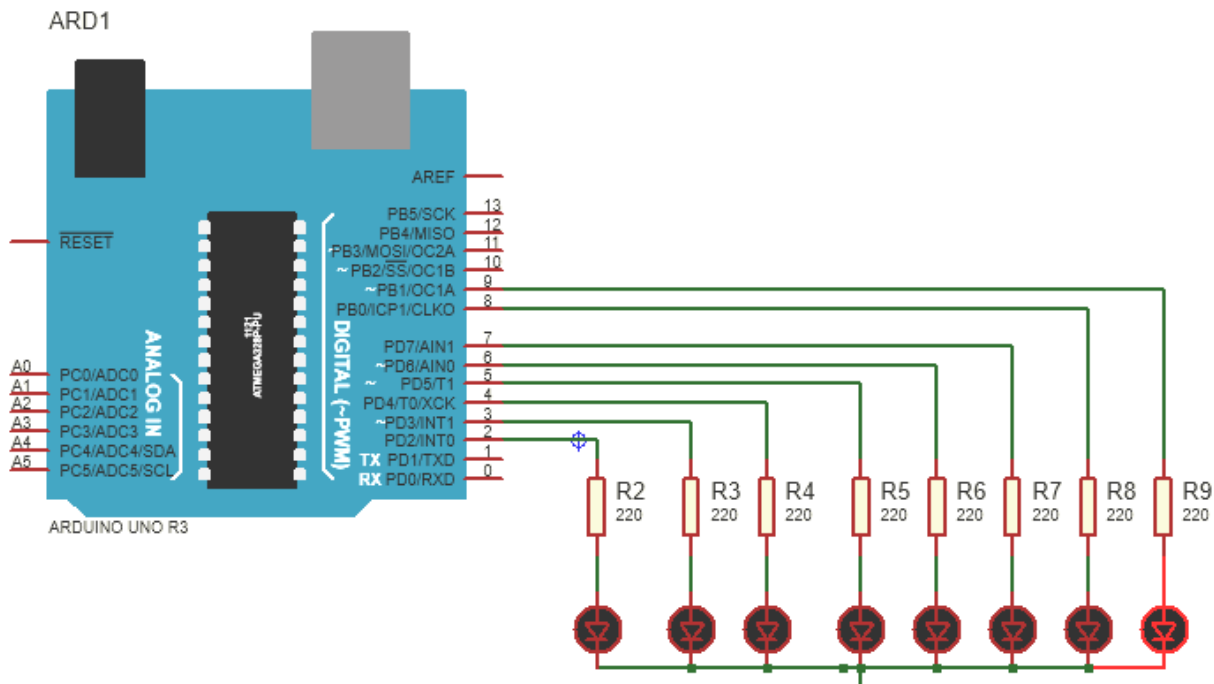 ARD1
AREF
PB5/SCK 13
PB4/MISO 12
PB3/MOSI/OC2A 11
~ PB2/SS/OC1B 10
~PB1/OC1A 9
PB0/ICP1/CLKO 8
PD7/AIN1 7
~PD6/AIN0 6
~ PD5/T1 5
PD4/T0/XCK 4
~PD3/INT1 3
PD2/INT0 2
TX PD1/TXD 1
RX PD0/RXD 0
RESET
A0 PC0/ADC0
A1 PC1/ADC1
A2 PC2/ADC2
A3 PC3/ADC3
A4 PC4/ADC4/SDA
A5 PC5/ADC5/SCL
ANALOG IN
1121
ATMEGA328P-PU
DIGITAL (~PWM)
ARDUINO UNO R3
R2
220
R3
220
R4
220
R5
220
R6
220
R7
220
R8
220
R9
220